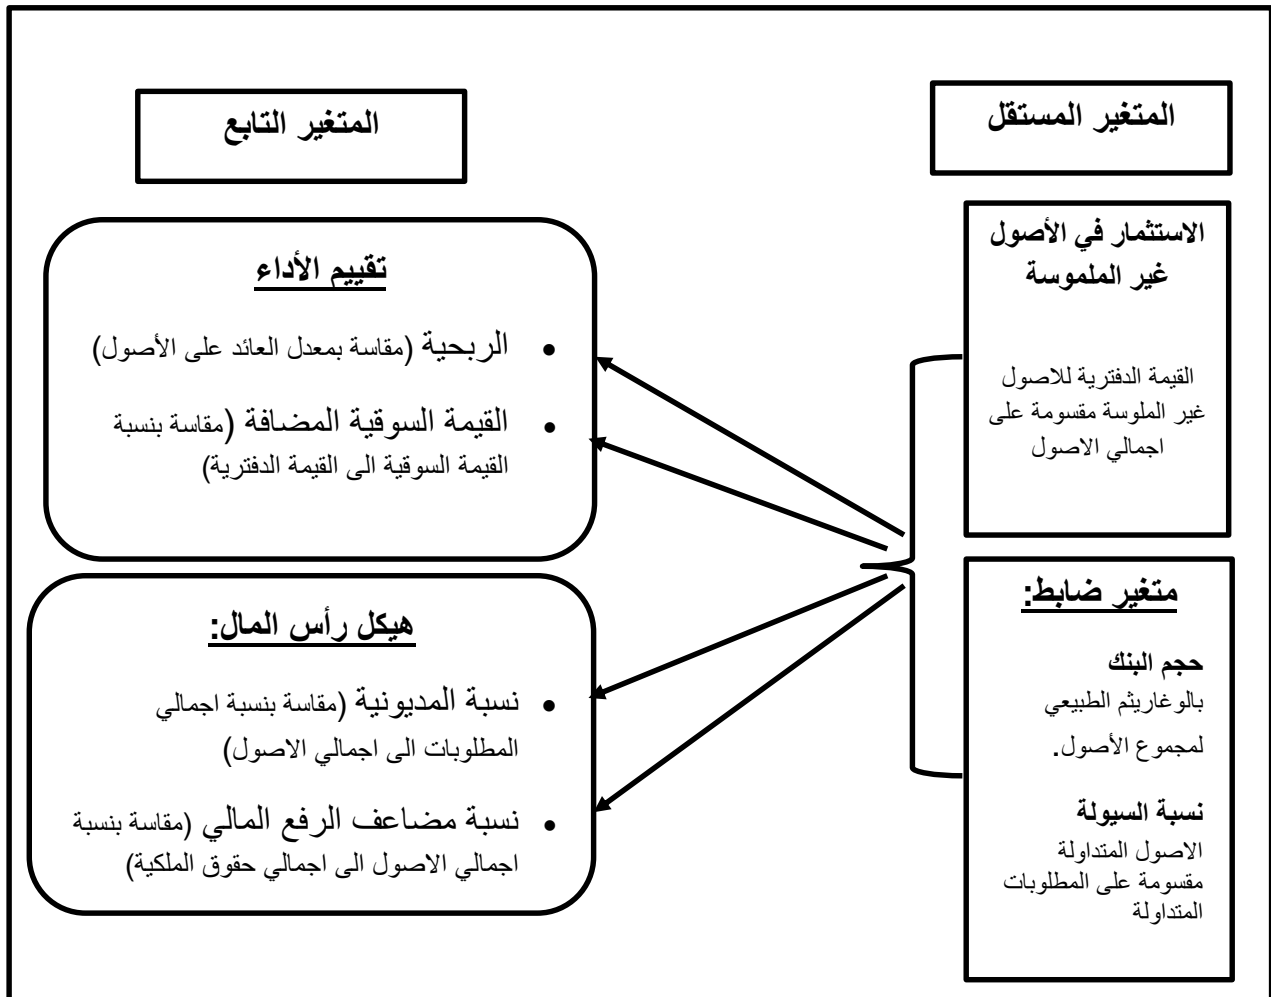 المتغير المستقل
المتغير التابع
الاستثمار في الأصول
غير الملموسة
القيمة الدفترية للاصول
غير الملوسة مقسومة على
اجمالي الاصول
متغير ضابط:
حجم البنك
بالوغاريثم الطبيعي
لمجموع الأصول.
نسبة السيولة
الاصول المتداولة
مقسومة على المطلوبات
المتداولة
تقييم الأداء
• الربحية (مقاسة بمعدل العائد على الأصول)
• القيمة السوقية المضافة (مقاسة بنسبة
القيمة السوقية الى القيمة الدفترية)
هيكل رأس المال:
• نسبة المديونية (مقاسة بنسبة اجمالي
المطلوبات الى اجمالي الاصول)
• نسبة مضاعف الرفع المالي (مقاسة بنسبة
اجمالي الاصول الى اجمالي حقوق الملكية)